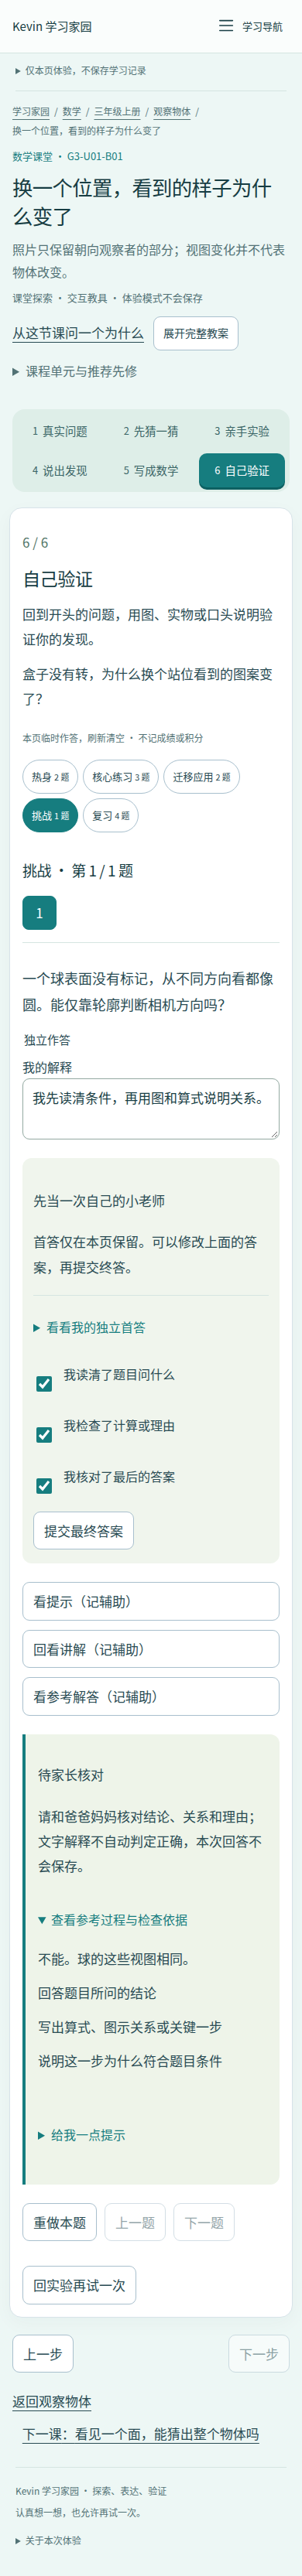 Kevin 学习家园
学习导航
仅本页体验，不保存学习记录
学习家园 / 数学 / 三年级上册 / 观察物体 /
换一个位置，看到的样子为什么变了
数学课堂 · G3-U01-B01
换一个位置，看到的样子为什
么变了
照片只保留朝向观察者的部分；视图变化并不代表
物体改变。
课堂探索 · 交互教具 · 体验模式不会保存
从这节课问一个为什么
展开完整教案
课程单元与推荐先修
1 真实问题
2 先猜一猜
3 亲手实验
4 说出发现
5 写成数学
6 自己验证
6 / 6
自己验证
回到开头的问题，用图、实物或口头说明验
证你的发现。
盒子没有转，为什么换个站位看到的图案变
了？
本页临时作答，刷新清空 · 不记成绩或积分
热身 2 题
核心练习 3 题
迁移应用 2 题
挑战 1 题
复习 4 题
挑战 · 第 1 / 1 题
1
一个球表面没有标记，从不同方向看都像
圆。能仅靠轮廓判断相机方向吗？
独立作答
我的解释
我先读清条件，再用图和算式说明关系。
先当一次自己的小老师
首答仅在本页保留。可以修改上面的答
案，再提交终答。
看看我的独立首答
我读清了题目问什么
我检查了计算或理由
我核对了最后的答案
提交最终答案
看提示（记辅助）
回看讲解（记辅助）
看参考解答（记辅助）
待家长核对
请和爸爸妈妈核对结论、关系和理由；
文字解释不自动判定正确，本次回答不
会保存。
查看参考过程与检查依据
不能。球的这些视图相同。
回答题目所问的结论
写出算式、图示关系或关键一步
说明这一步为什么符合题目条件
给我一点提示
重做本题
上一题
下一题
回实验再试一次
上一步
下一步
返回观察物体
下一课：看见一个面，能猜出整个物体吗
Kevin 学习家园 · 探索、表达、验证
认真想一想，也允许再试一次。
关于本次体验